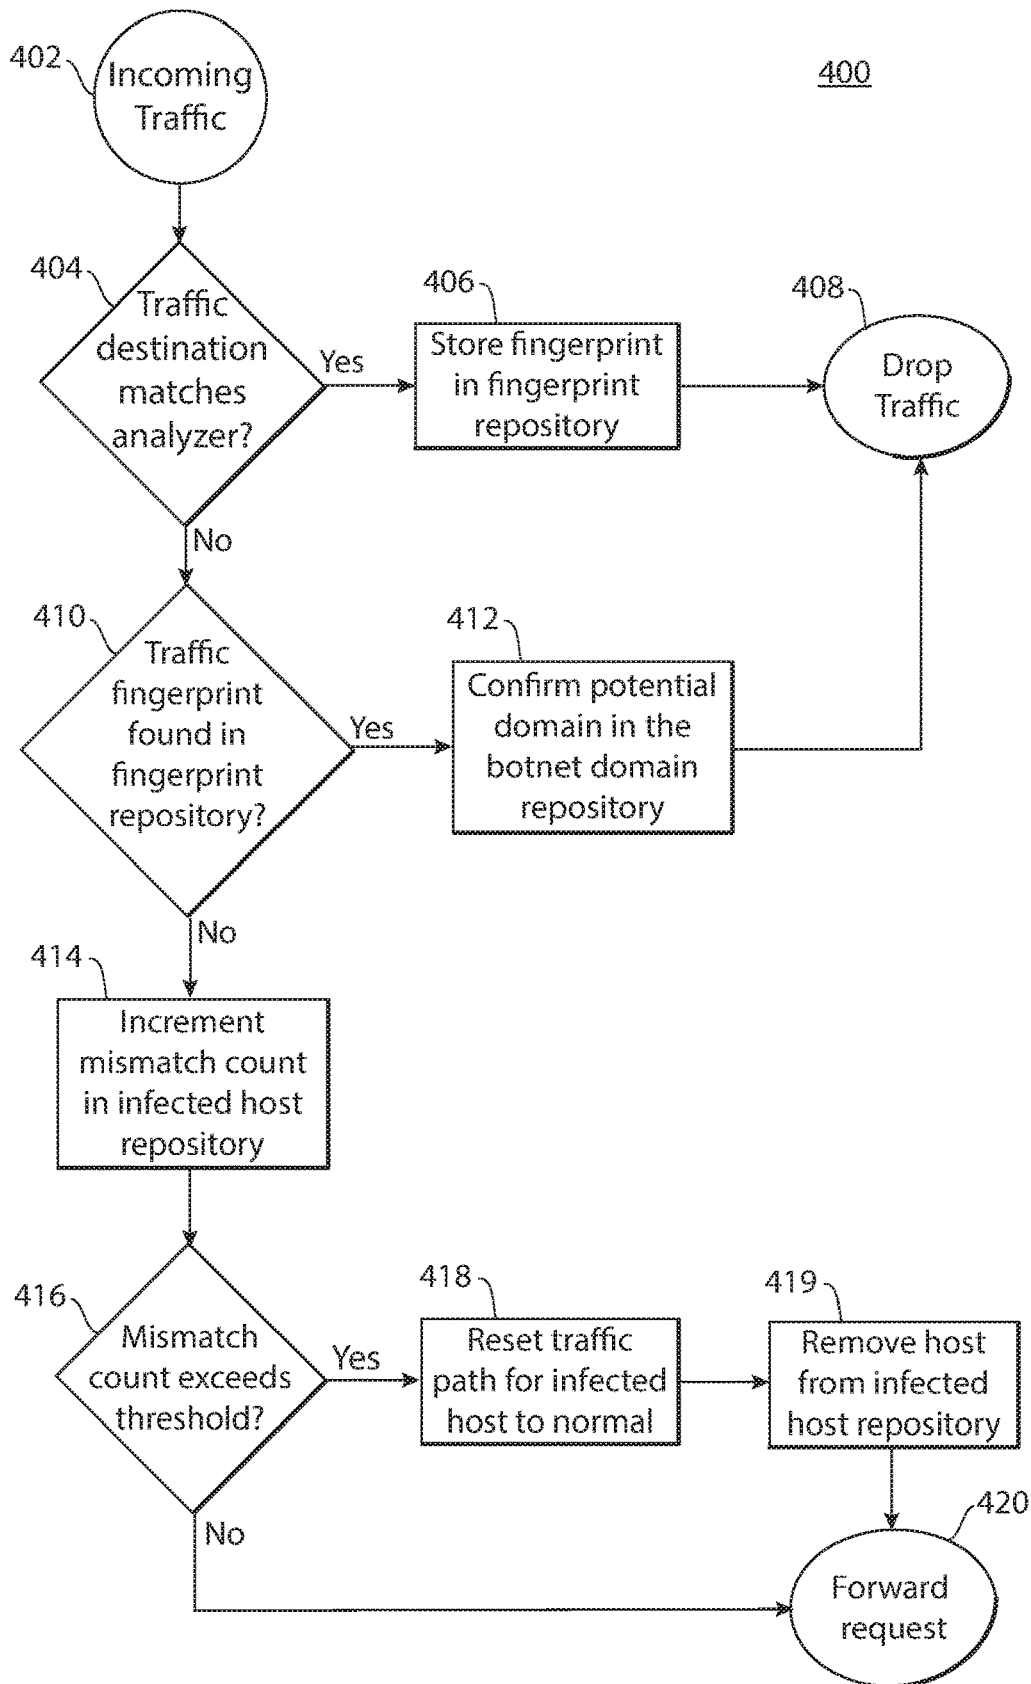 402
Incoming
Traffic
400
404
Traffic
destination
matches
analyzer?
Yes
406
Store fingerprint
in fingerprint
repository
408
Drop
Traffic
No
410
Traffic
fingerprint
found in
fingerprint
repository?
Yes
412
Confirm potential
domain in the
botnet domain
repository
No
414
Increment
mismatch count
in infected host
repository
416
Mismatch
count exceeds
threshold?
Yes
418
Reset traffic
path for infected
host to normal
419
Remove host
from infected
host repository
No
420
Forward
request